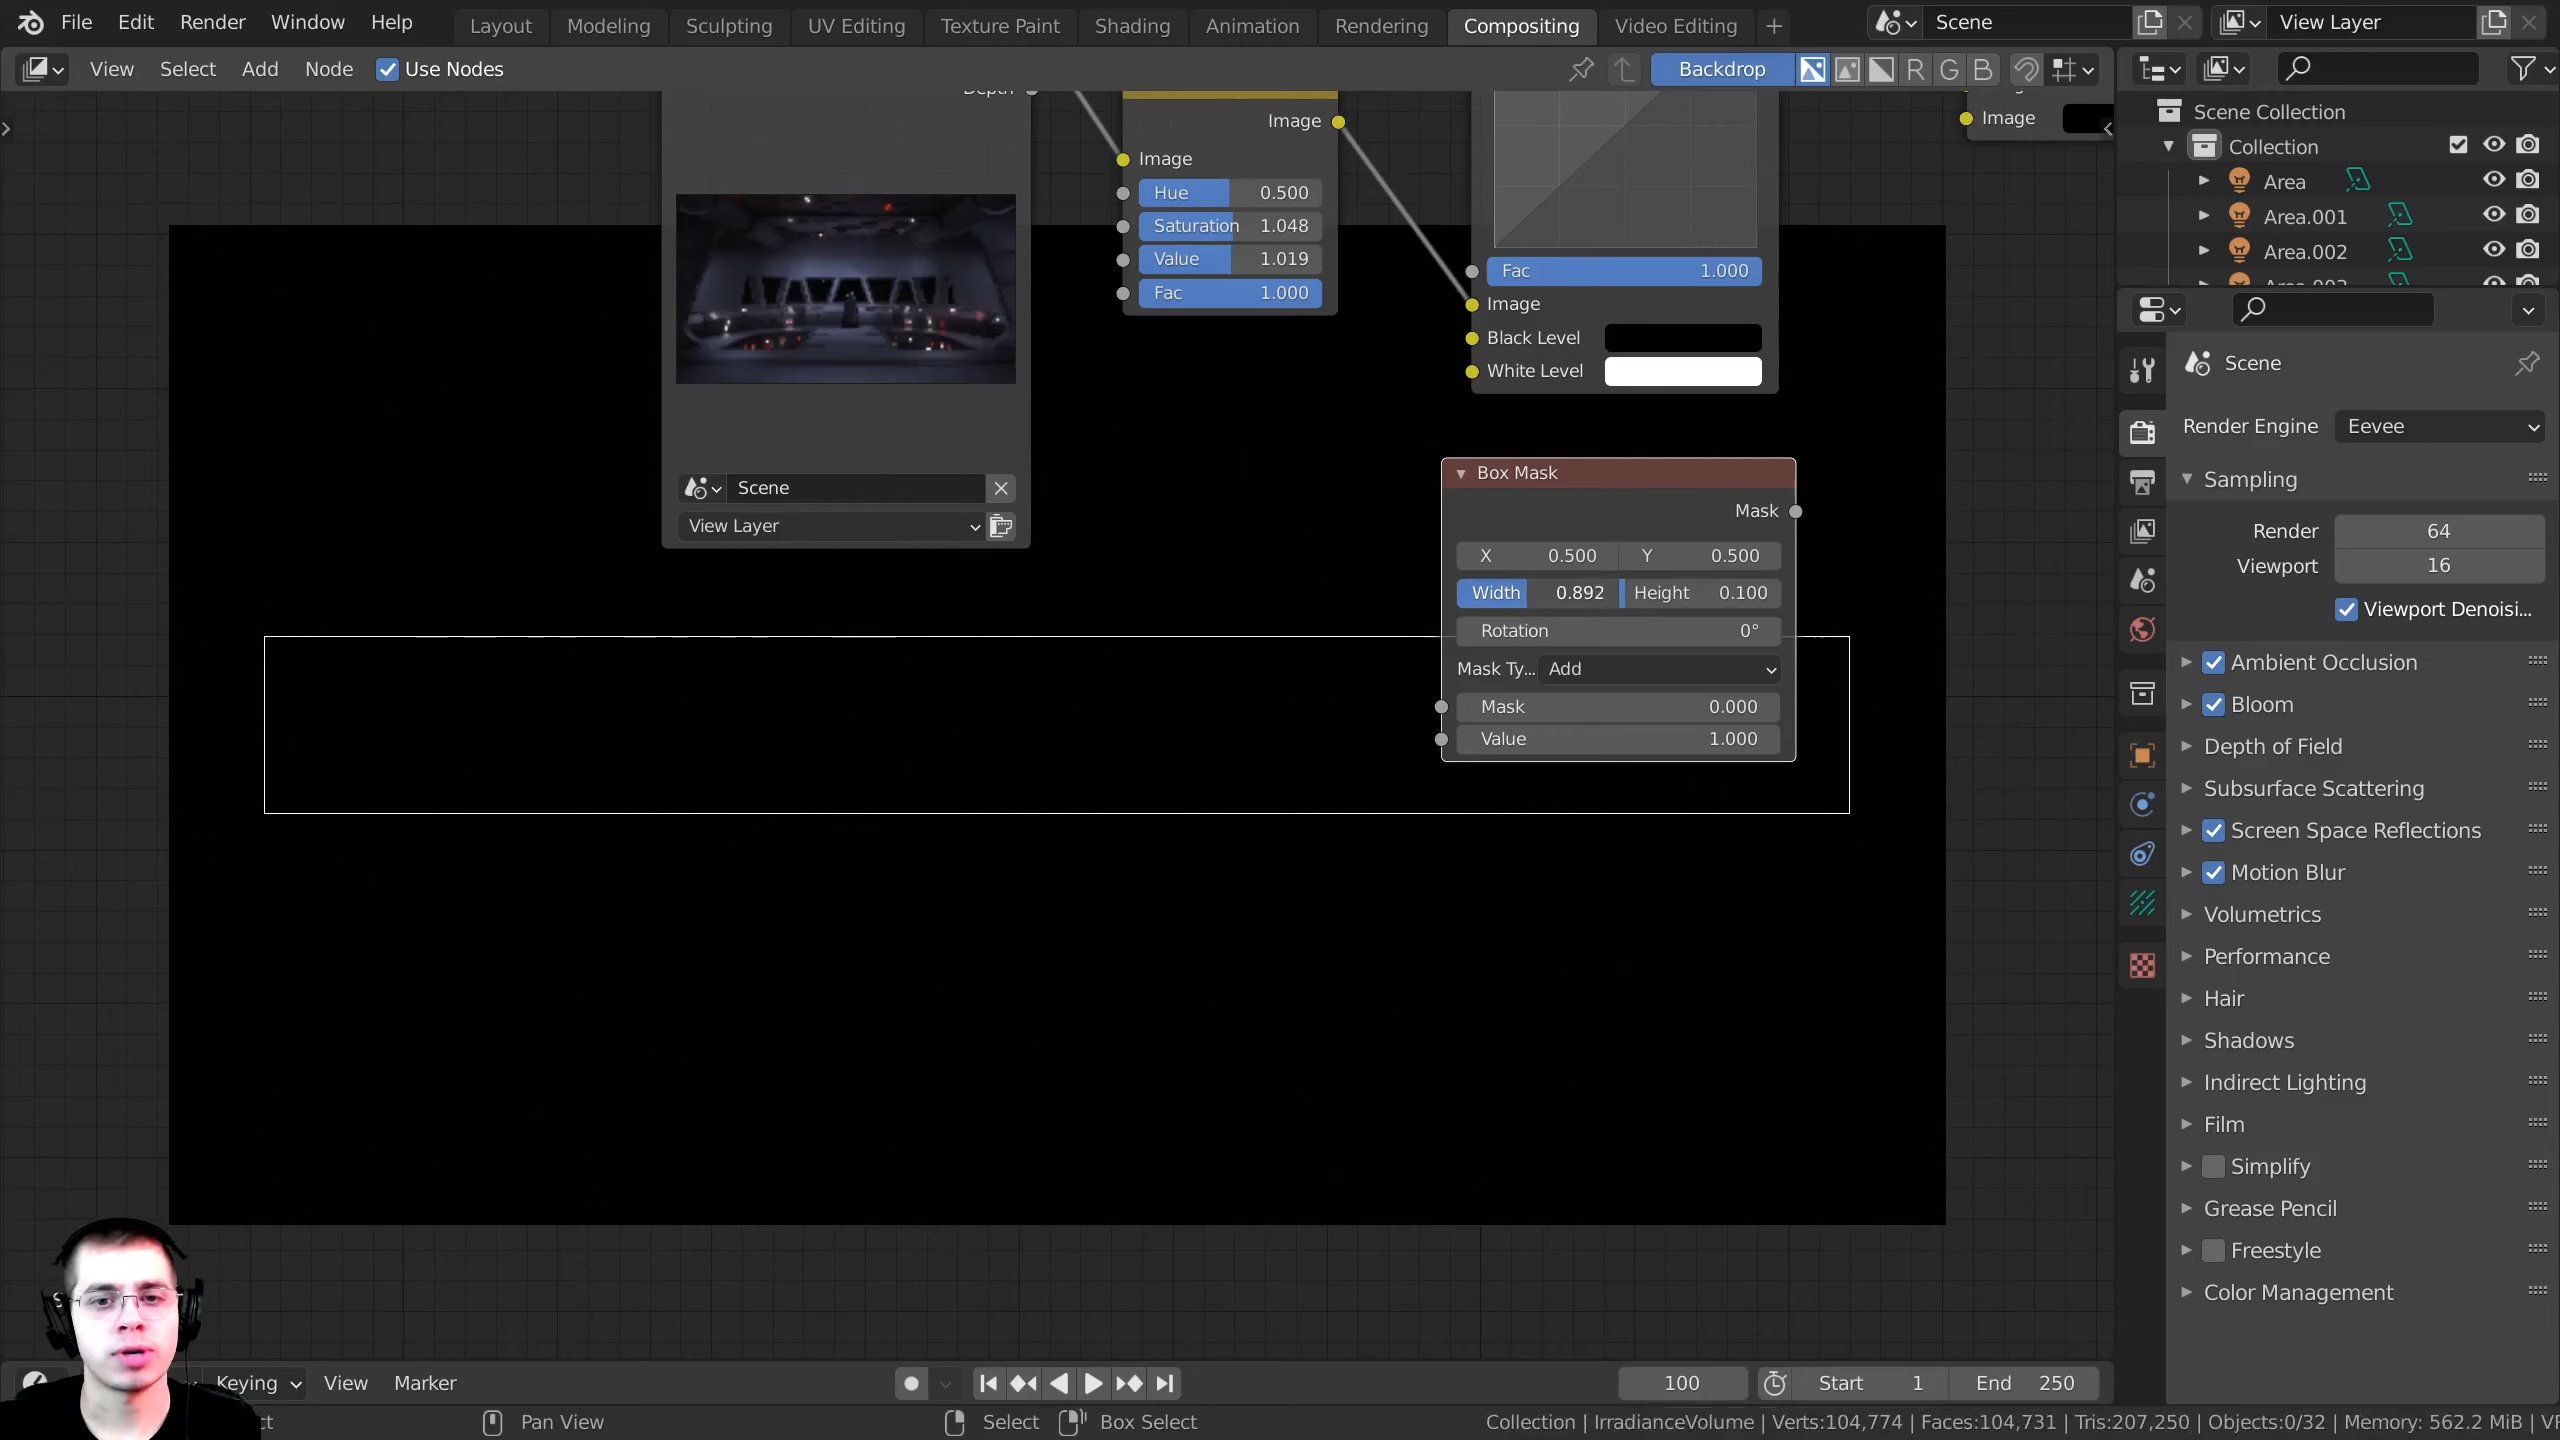 File Edit Render Window Help Layout Modeling Sculpting UV Editing Texture Paint Shading Animation Rendering Compositing Video Editing + Scene View Layer
View Select Add Node Use Nodes Backdrop R G B
Depth
Image
Image
Hue 0.500
Saturation 1.048
Value 1.019
Fac 1.000
Scene
View Layer
Fac 1.000
Image
Black Level
White Level
Image
Box Mask
Mask
X 0.500 Y 0.500
Width 0.892 Height 0.100
Rotation 0°
Mask Ty... Add
Mask 0.000
Value 1.000
Scene Collection
Collection
Area
Area.001
Area.002
Scene
Render Engine Eevee
Sampling
Render 64
Viewport 16
Viewport Denoisi...
Ambient Occlusion
Bloom
Depth of Field
Subsurface Scattering
Screen Space Reflections
Motion Blur
Volumetrics
Performance
Hair
Shadows
Indirect Lighting
Film
Simplify
Grease Pencil
Freestyle
Color Management
Keying View Marker 100 Start 1 End 250
ct Pan View Select Box Select Collection | IrradianceVolume | Verts:104,774 | Faces:104,731 | Tris:207,250 | Objects:0/32 | Memory: 562.2 MiB | VR